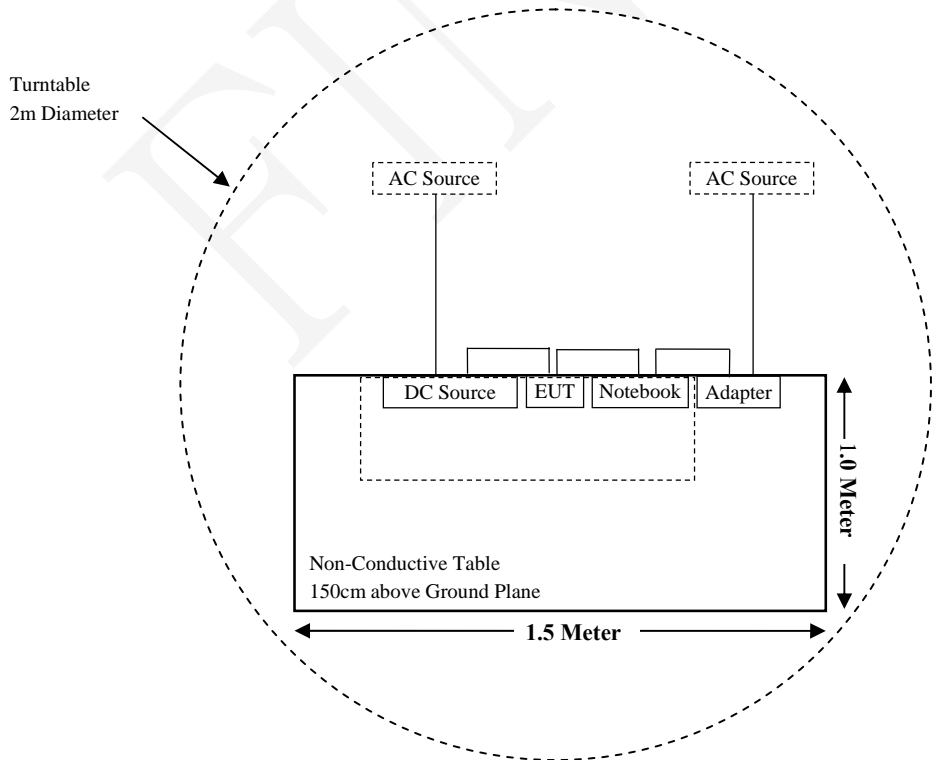 Turntable
2m Diameter
AC Source
AC Source
DC Source
EUT
Notebook
Adapter
1.0 Meter
Non-Conductive Table
150cm above Ground Plane
1.5 Meter